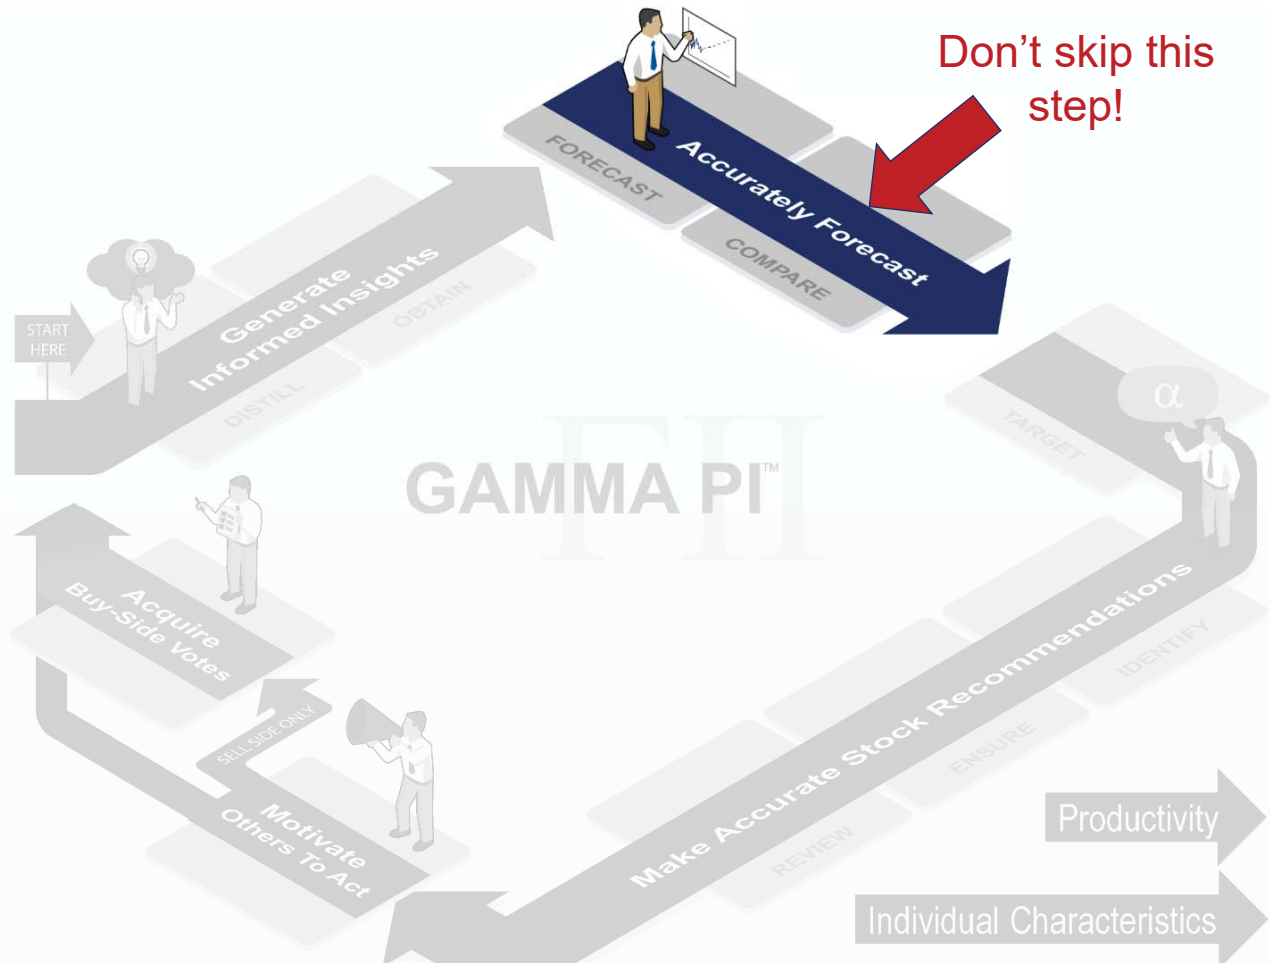 Don't skip this
step!
FORECAST
Accurately Forecast
COMPARE
START
HERE
Generate
Informed Insights
DISTILL
OBTAIN
TARGET
α
ΓΠ
GAMMA PI™
Acquire
Buy-Side Votes
SELL SIDE ONLY
Motivate
Others To Act
Make Accurate Stock Recommendations
IDENTIFY
ENSURE
REVIEW
Productivity
Individual Characteristics